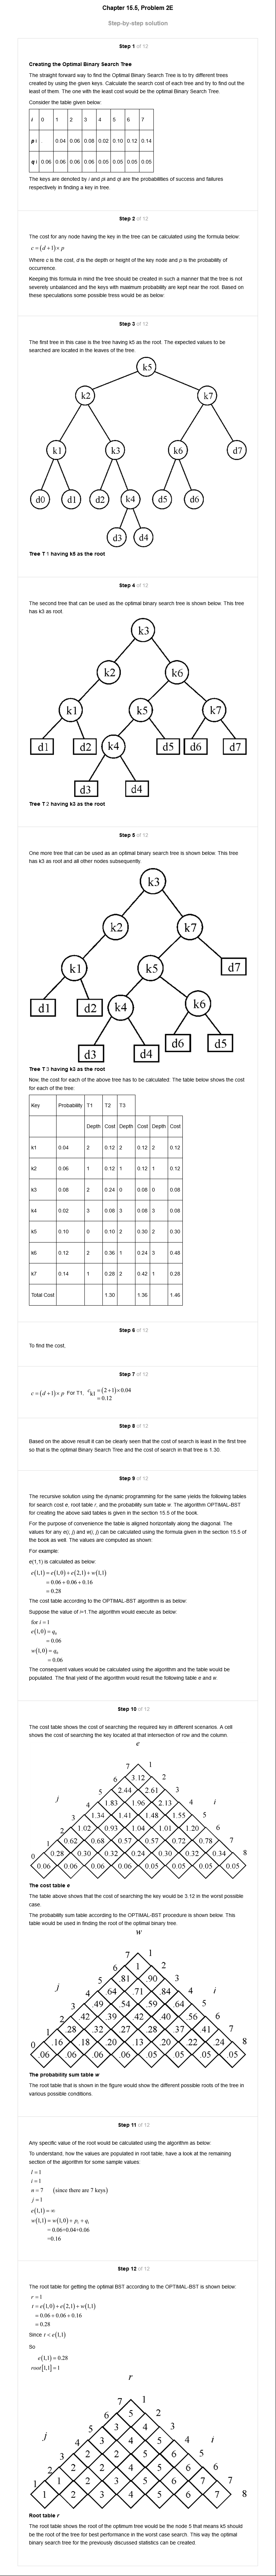 Chapter 15.5, Problem 2E
Step-by-step solution
Step 1 of 12
Creating the Optimal Binary Search Tree
The straight forward way to find the Optimal Binary Search Tree is to try different trees
created by using the given keys. Calculate the search cost of each tree and try to find out the
least of them. The one with the least cost would be the optimal Binary Search Tree.
Consider the table given below:
i 0 1 2 3 4 5 6 7
p i 0.04 0.06 0.08 0.02 0.10 0.12 0.14
q i 0.06 0.06 0.06 0.06 0.05 0.05 0.05 0.05
The keys are denoted by i and pi and qi are the probabilities of success and failures
respectively in finding a key in tree.
Step 2 of 12
The cost for any node having the key in the tree can be calculated using the formula below:
c = (d + 1) × p
Where c is the cost, d is the depth or height of the key node and p is the probability of
occurrence.
Keeping this formula in mind the tree should be created in such a manner that the tree is not
severely unbalanced and the keys with maximum probability are kept near the root. Based on
these speculations some possible tress would be as below:
Step 3 of 12
The first tree in this case is the tree having k5 as the root. The expected values to be
searched are located in the leaves of the tree.
k5
k2 k7
k1 k3 k6 d7
d0 d1 d2 k4 d5 d6
d3 d4
Tree T 1 having k5 as the root.
Step 4 of 12
The second tree that can be used as the optimal binary search tree is shown below. This tree
has k3 as root.
k3
k2 k6
k1 k5 k7
d1 d2 k4 d5 d6 d7
d3 d4
Tree T 2 having k3 as the root.
Step 5 of 12
One more tree that can be used as an optimal binary search tree is shown below. This tree
has k3 as root and all other nodes subsequently.
k3
k2 k7
k1 k5 d7
d1 d2 k4 k6
d3 d4 d6 d5
Tree T 3 having k3 as the root.
Now, the cost for each of the above tree has to be calculated. The table below shows the cost
for each of the tree:
Key Probability T1 T2 T3
Depth Cost Depth Cost Depth Cost
k1 0.04 2 0.12 2 0.12 2 0.12
k2 0.06 1 0.12 1 0.12 1 0.12
k3 0.08 2 0.24 0 0.08 0 0.08
k4 0.02 3 0.08 3 0.08 3 0.08
k5 0.10 0 0.10 2 0.30 2 0.30
k6 0.12 2 0.36 1 0.24 3 0.48
k7 0.14 1 0.28 2 0.42 1 0.28
Total Cost 1.30 1.36 1.46
Step 6 of 12
To find the cost,
Step 7 of 12
c = (d + 1) × p For T1, c k1 = (2 + 1) × 0.04
= 0.12
Step 8 of 12
Based on the above result it can be clearly seen that the cost of search is least in the first tree
so that is the optimal Binary Search Tree and the cost of search in that tree is 1.30.
Step 9 of 12
The recursive solution using the dynamic programming for the same yields the following tables
for search cost e, root table r, and the probability sum table w. The algorithm OPTIMAL-BST
for creating the above said tables is given in the section 15.5 of the book.
For the purpose of convenience the table is aligned horizontally along the diagonal. The
values for any e(i, j) and w(i, j) can be calculated using the formula given in the section 15.5 of
the book as well. The values are computed as shown:
For example:
e(1,1) is calculated as below:
e(1,1) = e(1,0) + e(2,1) + w(1,1)
= 0.06 + 0.06 + 0.16
= 0.28
The cost table according to the OPTIMAL-BST algorithm is as below:
Suppose the value of i=1.The algorithm would execute as below:
for i = 1
e(1,0) = q0
= 0.06
w(1,0) = q0
= 0.06
The consequent values would be calculated using the algorithm and the table would be
populated. The final yield of the algorithm would result the following table e and w.
Step 10 of 12
The cost table shows the cost of searching the required key in different scenarios. A cell
shows the cost of searching the key located at that intersection of row and the column.
e
7 1
6 3.12 2
5 2.44 2.61 3
j 4 1.83 1.96 2.13 4 i
3 1.34 1.41 1.48 1.55 5
2 1.02 0.93 1.04 1.01 1.20 6
1 0.62 0.68 0.57 0.57 0.72 0.78 7
0 0.28 0.30 0.32 0.24 0.30 0.32 0.34 8
0.06 0.06 0.06 0.06 0.05 0.05 0.05 0.05
The cost table e
The table above shows that the cost of searching the key would be 3.12 in the worst possible
case.
The probability sum table according to the OPTIMAL-BST procedure is shown below. This
table would be used in finding the root of the optimal binary tree.
w
7 1
6 1 2
5 .81 .90 3
j 4 .64 .71 .84 4 i
3 .49 .54 .59 .64 5
2 .42 .39 .42 .40 .56 6
1 .28 .32 .27 .28 .37 .41 7
0 .16 .18 .20 .13 .20 .22 .24 8
.06 .06 .06 .06 .05 .05 .05 .05
The probability sum table w
The root table that is shown in the figure would show the different possible roots of the tree in
various possible conditions.
Step 11 of 12
Any specific value of the root would be calculated using the algorithm as below:
To understand, how the values are populated in root table, have a look at the remaining
section of the algorithm for some sample values:
l = 1
i = 1
n = 7 (since there are 7 keys)
j = 1
e(1,1) = ∞
w(1,1) = w(1,0) + p1 + q1
= 0.06+0.04+0.06
=0.16
Step 12 of 12
The root table for getting the optimal BST according to the OPTIMAL-BST is shown below:
r = 1
t = e(1,0) + e(2,1) + w(1,1)
= 0.06 + 0.06 + 0.16
= 0.28
Since t < e(1,1)
So
e(1,1) = 0.28
root[1,1] = 1
r
7 1
6 5 2
5 3 5 3
j 4 3 4 5 4 i
3 2 3 4 5 5
Root table r
The root table shows the root of the optimum tree would be the node 5 that means k5 should
be the root of the tree for best performance in the worst case search. This way the optimal
binary search tree for the previously discussed statistics can be created.